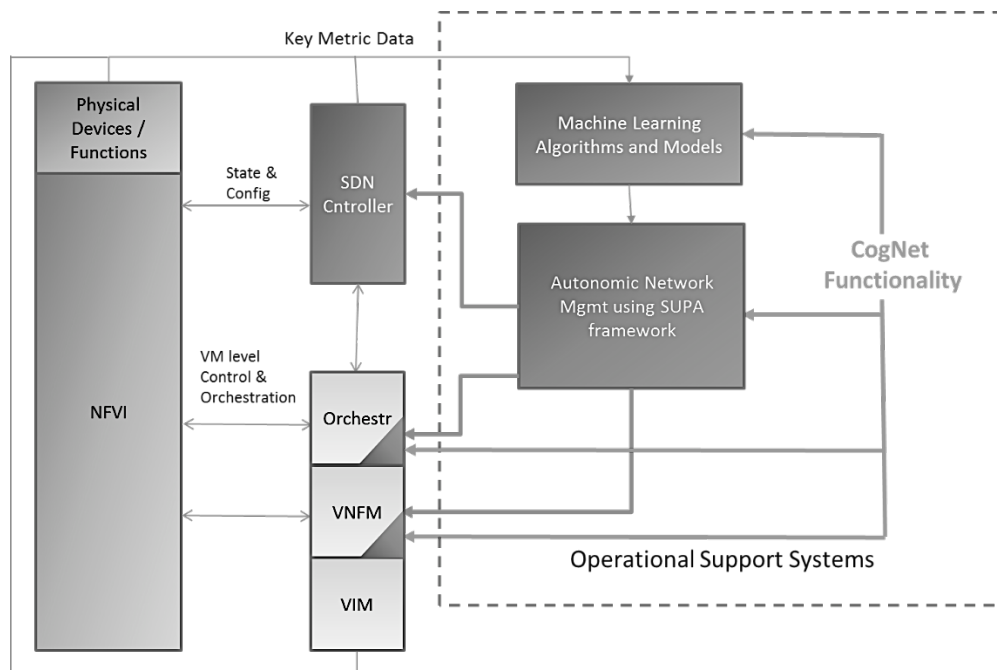 Key Metric Data
Physical
Devices /
Functions
Machine Learning
Algorithms and Models
State &
Config
SDN
Cntroller
CogNet
Functionality
Autonomic Network
Mgmt using SUPA
framework
VM level
Control &
Orchestration
NFVI
Orchestr
VNFM
Operational Support Systems
VIM